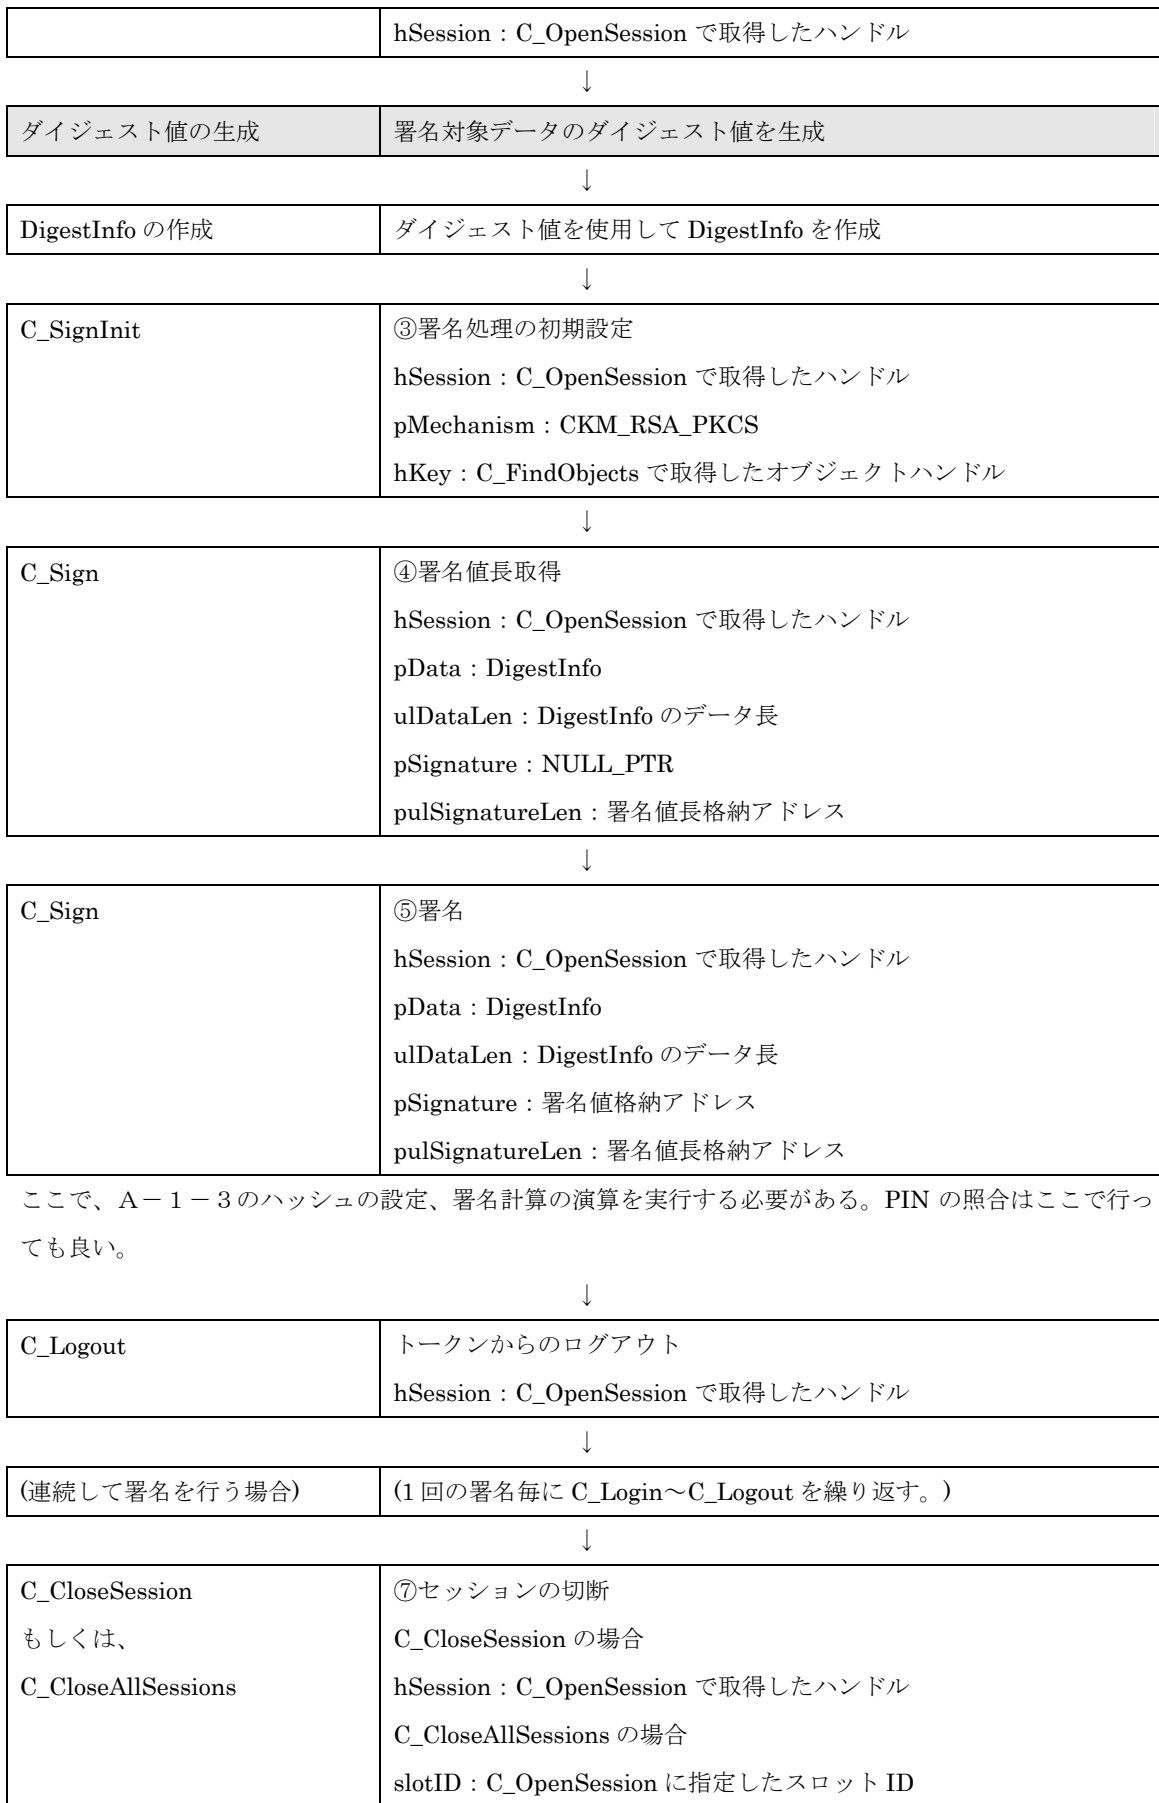 hSession：C_OpenSession で取得したハンドル
↓
ダイジェスト値の生成 署名対象データのダイジェスト値を生成
↓
DigestInfo の作成 ダイジェスト値を使用して DigestInfo を作成
↓
C_SignInit ③署名処理の初期設定
hSession：C_OpenSession で取得したハンドル
pMechanism：CKM_RSA_PKCS
hKey：C_FindObjects で取得したオブジェクトハンドル
↓
C_Sign ④署名値長取得
hSession：C_OpenSession で取得したハンドル
pData：DigestInfo
ulDataLen：DigestInfo のデータ長
pSignature：NULL_PTR
pulSignatureLen：署名値長格納アドレス
↓
C_Sign ⑤署名
hSession：C_OpenSession で取得したハンドル
pData：DigestInfo
ulDataLen：DigestInfo のデータ長
pSignature：署名値格納アドレス
pulSignatureLen：署名値長格納アドレス
ここで、Ａ－１－３のハッシュの設定、署名計算の演算を実行する必要がある。PIN の照合はここで行っ
ても良い。
↓
C_Logout トークンからのログアウト
hSession：C_OpenSession で取得したハンドル
↓
(連続して署名を行う場合) (1 回の署名毎に C_Login～C_Logout を繰り返す。)
↓
C_CloseSession ⑦セッションの切断
もしくは、 C_CloseSession の場合
C_CloseAllSessions hSession：C_OpenSession で取得したハンドル
C_CloseAllSessions の場合
slotID：C_OpenSession に指定したスロット ID